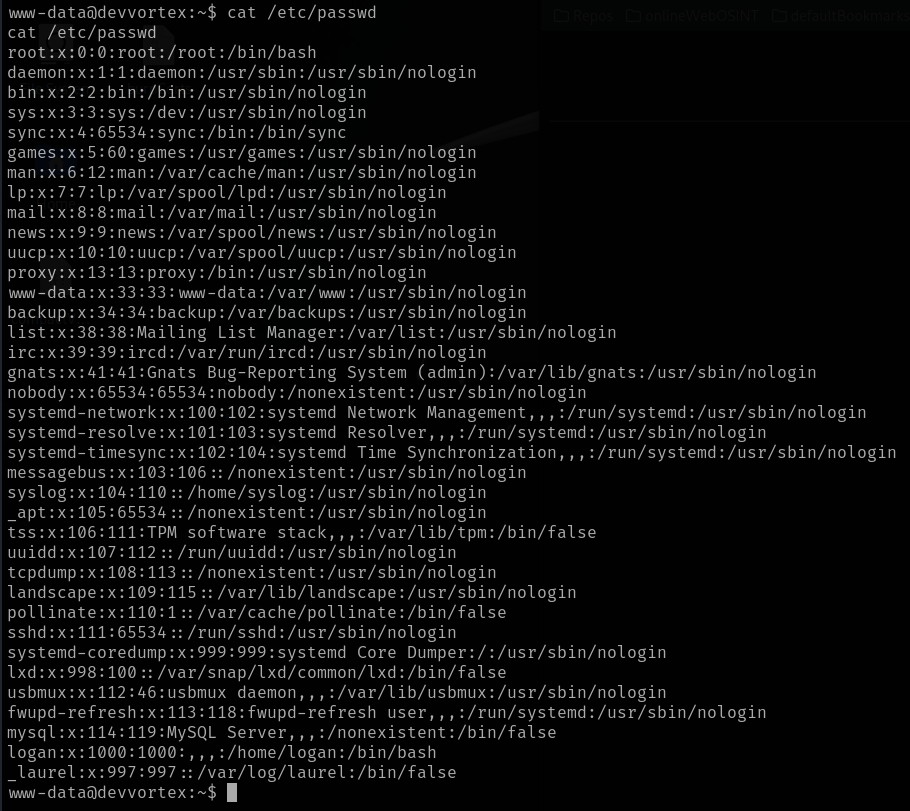 Repos onlineWebOSINT defaultBookmarks
www-data@devvortex:~$ cat /etc/passwd
cat /etc/passwd
root:x:0:0:root:/root:/bin/bash
daemon:x:1:1:daemon:/usr/sbin:/usr/sbin/nologin
bin:x:2:2:bin:/bin:/usr/sbin/nologin
sys:x:3:3:sys:/dev:/usr/sbin/nologin
sync:x:4:65534:sync:/bin:/bin/sync
games:x:5:60:games:/usr/games:/usr/sbin/nologin
man:x:6:12:man:/var/cache/man:/usr/sbin/nologin
lp:x:7:7:lp:/var/spool/lpd:/usr/sbin/nologin
mail:x:8:8:mail:/var/mail:/usr/sbin/nologin
news:x:9:9:news:/var/spool/news:/usr/sbin/nologin
uucp:x:10:10:uucp:/var/spool/uucp:/usr/sbin/nologin
proxy:x:13:13:proxy:/bin:/usr/sbin/nologin
www-data:x:33:33:www-data:/var/www:/usr/sbin/nologin
backup:x:34:34:backup:/var/backups:/usr/sbin/nologin
list:x:38:38:Mailing List Manager:/var/list:/usr/sbin/nologin
irc:x:39:39:ircd:/var/run/ircd:/usr/sbin/nologin
gnats:x:41:41:Gnats Bug-Reporting System (admin):/var/lib/gnats:/usr/sbin/nologin
nobody:x:65534:65534:nobody:/nonexistent:/usr/sbin/nologin
systemd-network:x:100:102:systemd Network Management,,,:/run/systemd:/usr/sbin/nologin
systemd-resolve:x:101:103:systemd Resolver,,,:/run/systemd:/usr/sbin/nologin
systemd-timesync:x:102:104:systemd Time Synchronization,,,:/run/systemd:/usr/sbin/nologin
messagebus:x:103:106::/nonexistent:/usr/sbin/nologin
syslog:x:104:110::/home/syslog:/usr/sbin/nologin
_apt:x:105:65534::/nonexistent:/usr/sbin/nologin
tss:x:106:111:TPM software stack,,,:/var/lib/tpm:/bin/false
uuidd:x:107:112::/run/uuidd:/usr/sbin/nologin
tcpdump:x:108:113::/nonexistent:/usr/sbin/nologin
landscape:x:109:115::/var/lib/landscape:/usr/sbin/nologin
pollinate:x:110:1::/var/cache/pollinate:/bin/false
sshd:x:111:65534::/run/sshd:/usr/sbin/nologin
systemd-coredump:x:999:999:systemd Core Dumper:/:/usr/sbin/nologin
lxd:x:998:100::/var/snap/lxd/common/lxd:/bin/false
usbmux:x:112:46:usbmux daemon,,,:/var/lib/usbmux:/usr/sbin/nologin
fwupd-refresh:x:113:118:fwupd-refresh user,,,:/run/systemd:/usr/sbin/nologin
mysql:x:114:119:MySQL Server,,,:/nonexistent:/bin/false
logan:x:1000:1000:,,,:/home/logan:/bin/bash
_laurel:x:997:997::/var/log/laurel:/bin/false
www-data@devvortex:~$